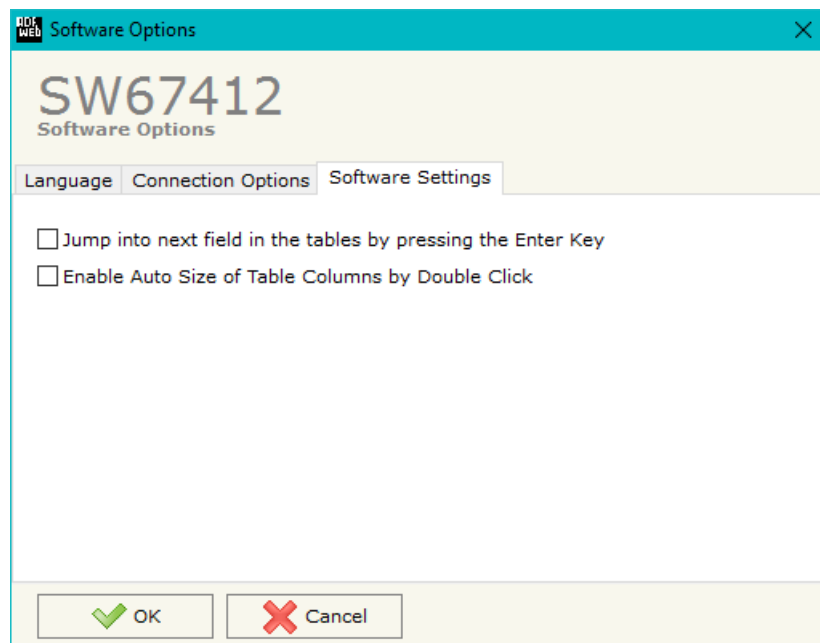 ADF
WEB
Software Options
SW67412
Software Options
Language Connection Options Software Settings
Jump into next field in the tables by pressing the Enter Key
Enable Auto Size of Table Columns by Double Click
OK Cancel